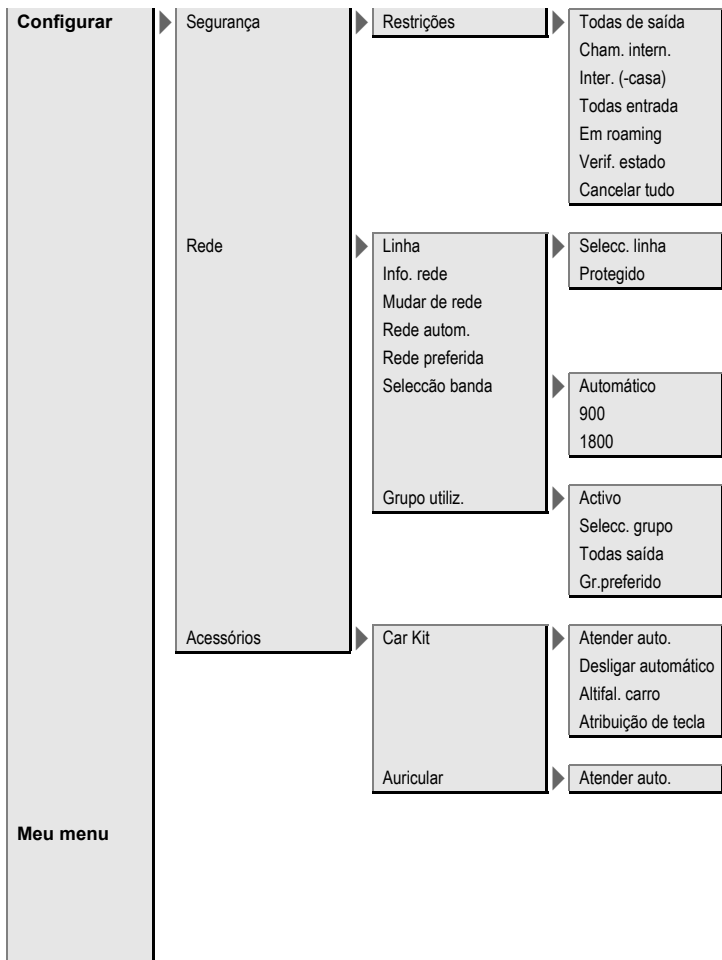 Configurar
Segurança
Restrições
Todas de saída
Cham. intern.
Inter. (-casa)
Todas entrada
Em roaming
Verif. estado
Cancelar tudo
Rede
Linha
Selecc. linha
Info. rede
Protegido
Mudar de rede
Rede autom.
Rede preferida
Seleccão banda
Automático
900
1800
Grupo utiliz.
Activo
Selecc. grupo
Todas saída
Gr.preferido
Acessórios
Car Kit
Atender auto.
Desligar automático
Altifal. carro
Atribuição de tecla
Auricular
Atender auto.
Meu menu